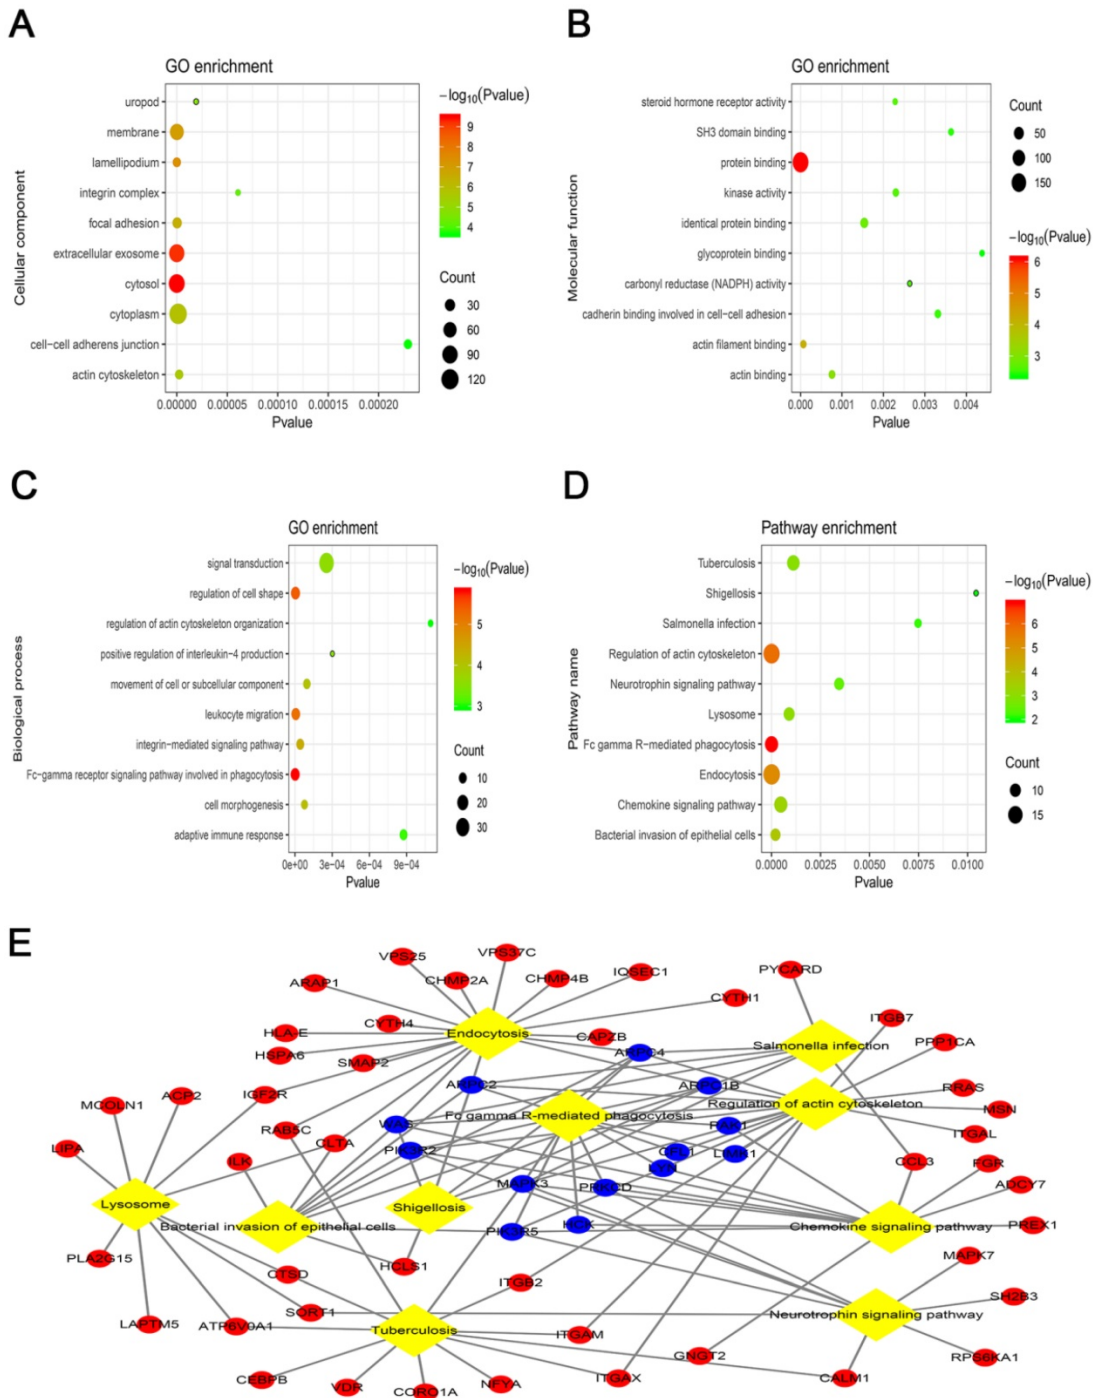 A
GO enrichment
Cellular component
uropod
membrane
lamellipodium
integrin complex
focal adhesion
extracellular exosome
cytosol
cytoplasm
cell−cell adherens junction
actin cytoskeleton
0.00000 0.00005 0.00010 0.00015 0.00020
Pvalue
−log10(Pvalue)
9
8
7
6
5
4
Count
30
60
90
120
B
GO enrichment
Molecular function
steroid hormone receptor activity
SH3 domain binding
protein binding
kinase activity
identical protein binding
glycoprotein binding
carbonyl reductase (NADPH) activity
cadherin binding involved in cell−cell adhesion
actin filament binding
actin binding
0.000 0.001 0.002 0.003 0.004
Pvalue
Count
50
100
150
−log10(Pvalue)
6
5
4
3
C
GO enrichment
Biological process
signal transduction
regulation of cell shape
regulation of actin cytoskeleton organization
positive regulation of interleukin−4 production
movement of cell or subcellular component
leukocyte migration
integrin−mediated signaling pathway
Fc−gamma receptor signaling pathway involved in phagocytosis
cell morphogenesis
adaptive immune response
0e+00 3e−04 6e−04 9e−04
Pvalue
−log10(Pvalue)
5
4
3
Count
10
20
30
D
Pathway enrichment
Pathway name
Tuberculosis
Shigellosis
Salmonella infection
Regulation of actin cytoskeleton
Neurotrophin signaling pathway
Lysosome
Fc gamma R−mediated phagocytosis
Endocytosis
Chemokine signaling pathway
Bacterial invasion of epithelial cells
0.0000 0.0025 0.0050 0.0075 0.0100
Pvalue
−log10(Pvalue)
6
5
4
3
2
Count
10
15
E
VPS25
VPS37C
ARAP1
CHMP2A
CHMP4B
IQSEC1
PYCARD
CYTH1
HLA-E
CYTH4
Endocytosis
CAPZB
ITGB7
HSPA6
SMAP2
ARPC4
Salmonella infection
PPP1CA
MCOLN1
ACP2
IGF2R
ARPC2
ARPC1B
RRAS
Fc gamma R-mediated phagocytosis
Regulation of actin cytoskeleton
MSN
RAB5C
WAS
PAK1
ITGAL
LIPA
CLTA
PIK3R2
CFL1
LIMK1
ILK
LYN
CCL3
FGR
MAPK3
PRKCD
ADCY7
Lysosome
Shigellosis
Bacterial invasion of epithelial cells
PIK3R5
HCK
Chemokine signaling pathway
PREX1
PLA2G15
CTSD
HCLS1
ITGB2
MAPK7
SORT1
SH2B3
LAPTM5
ATP6V0A1
Tuberculosis
Neurotrophin signaling pathway
ITGAM
GNGT2
RPS6KA1
CEBPB
VDR
CORO1A
NFYA
ITGAX
CALM1